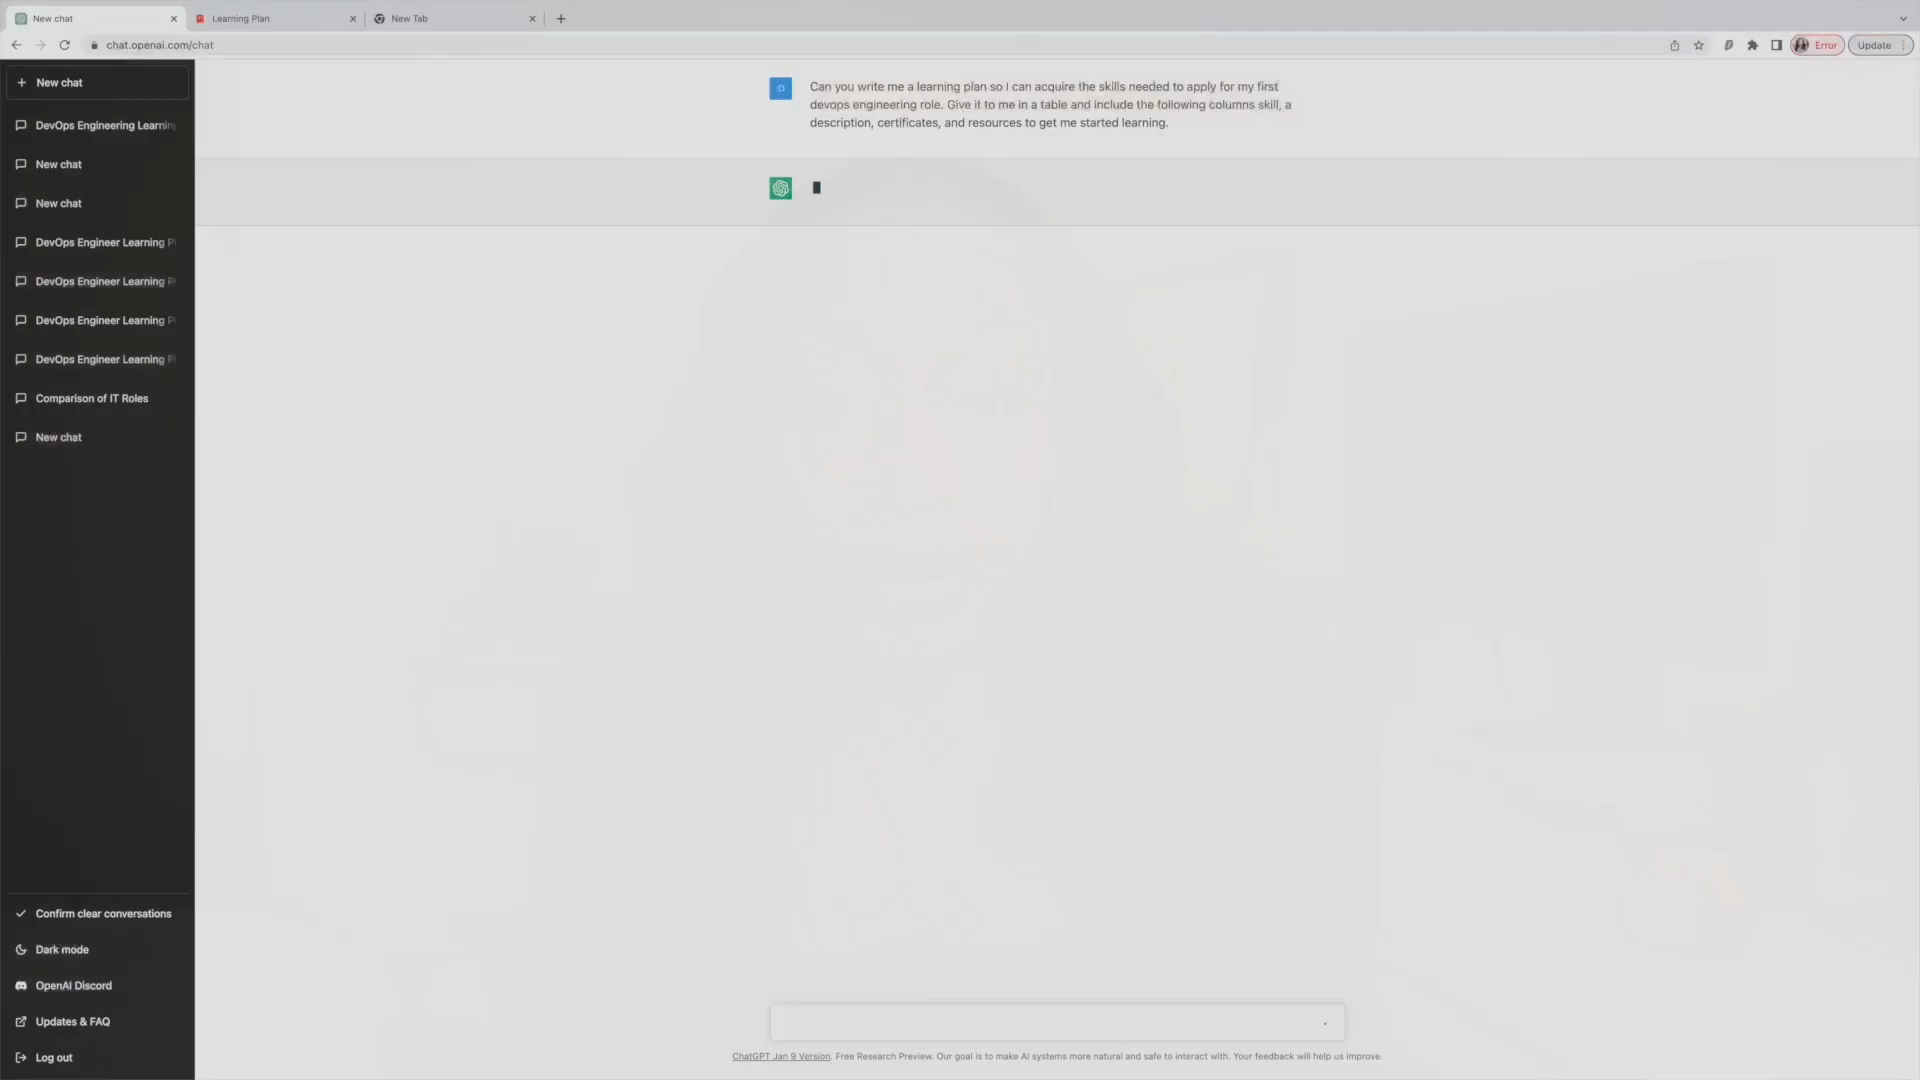 New chat
Learning Plan
New Tab
chat.openai.com/chat
Error
Update
New chat
DevOps Engineering Learnin
New chat
New chat
DevOps Engineer Learning P
DevOps Engineer Learning P
DevOps Engineer Learning P
DevOps Engineer Learning P
Comparison of IT Roles
New chat
Confirm clear conversations
Dark mode
OpenAI Discord
Updates & FAQ
Log out
Can you write me a learning plan so I can acquire the skills needed to apply for my first
devops engineering role. Give it to me in a table and include the following columns skill, a
description, certificates, and resources to get me started learning.
ChatGPT Jan 9 Version. Free Research Preview. Our goal is to make AI systems more natural and safe to interact with. Your feedback will help us improve.